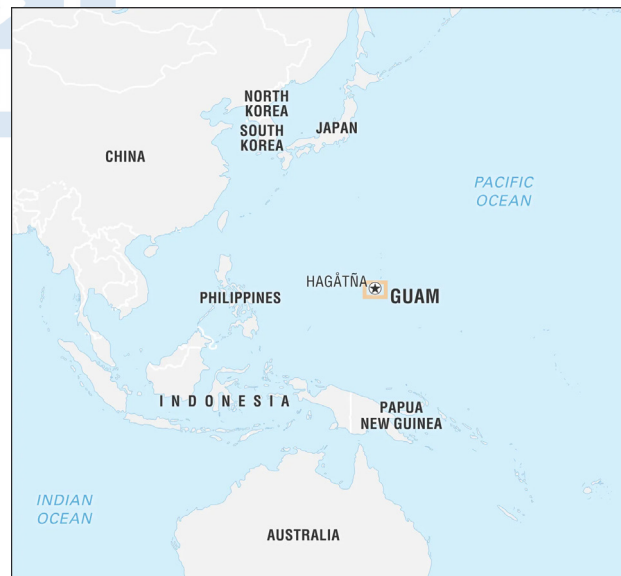 NORTH
KOREA
SOUTH
KOREA
JAPAN
CHINA
PACIFIC
OCEAN
HAGÅTÑA
GUAM
PHILIPPINES
INDONESIA
PAPUA
NEW GUINEA
INDIAN
OCEAN
AUSTRALIA